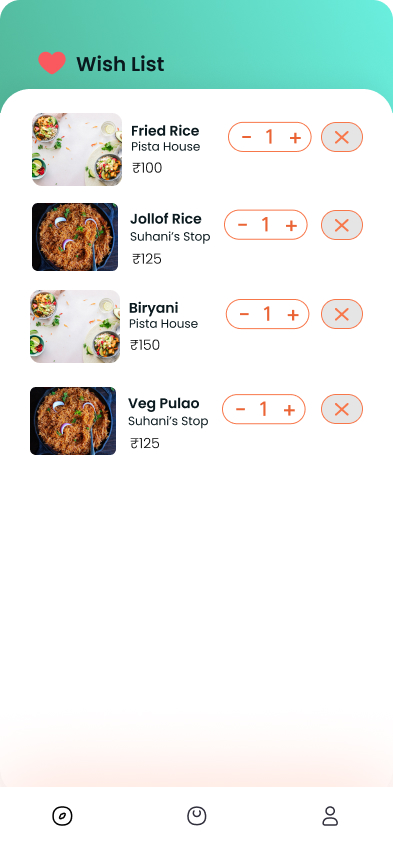 Wish List
Fried Rice
Pista House
₹100
- 1 +
Jollof Rice
Suhani's Stop
₹125
- 1 +
Biryani
Pista House
₹150
- 1 +
Veg Pulao
Suhani's Stop
₹125
- 1 +